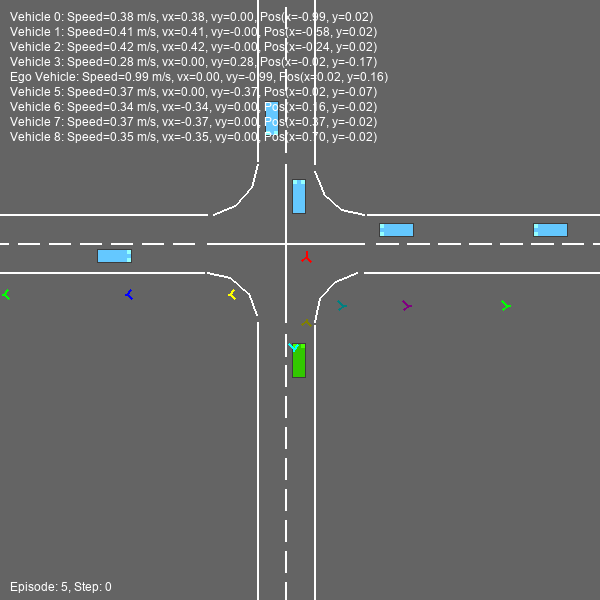 Vehicle 0: Speed=0.38 m/s, vx=0.38, vy=0.00, Pos(x=-0.99, y=0.02)
Vehicle 1: Speed=0.41 m/s, vx=0.41, vy=-0.00, Pos(x=-0.58, y=0.02)
Vehicle 2: Speed=0.42 m/s, vx=0.42, vy=-0.00, Pos(x=-0.24, y=0.02)
Vehicle 3: Speed=0.28 m/s, vx=0.00, vy=0.28, Pos(x=-0.02, y=-0.17)
Ego Vehicle: Speed=0.99 m/s, vx=0.00, vy=-0.99, Pos(x=0.02, y=0.16)
Vehicle 5: Speed=0.37 m/s, vx=0.00, vy=-0.37, Pos(x=0.02, y=-0.07)
Vehicle 6: Speed=0.34 m/s, vx=-0.34, vy=0.00, Pos(x=0.16, y=-0.02)
Vehicle 7: Speed=0.37 m/s, vx=-0.37, vy=0.00, Pos(x=0.37, y=-0.02)
Vehicle 8: Speed=0.35 m/s, vx=-0.35, vy=0.00, Pos(x=0.70, y=-0.02)
Episode: 5, Step: 0